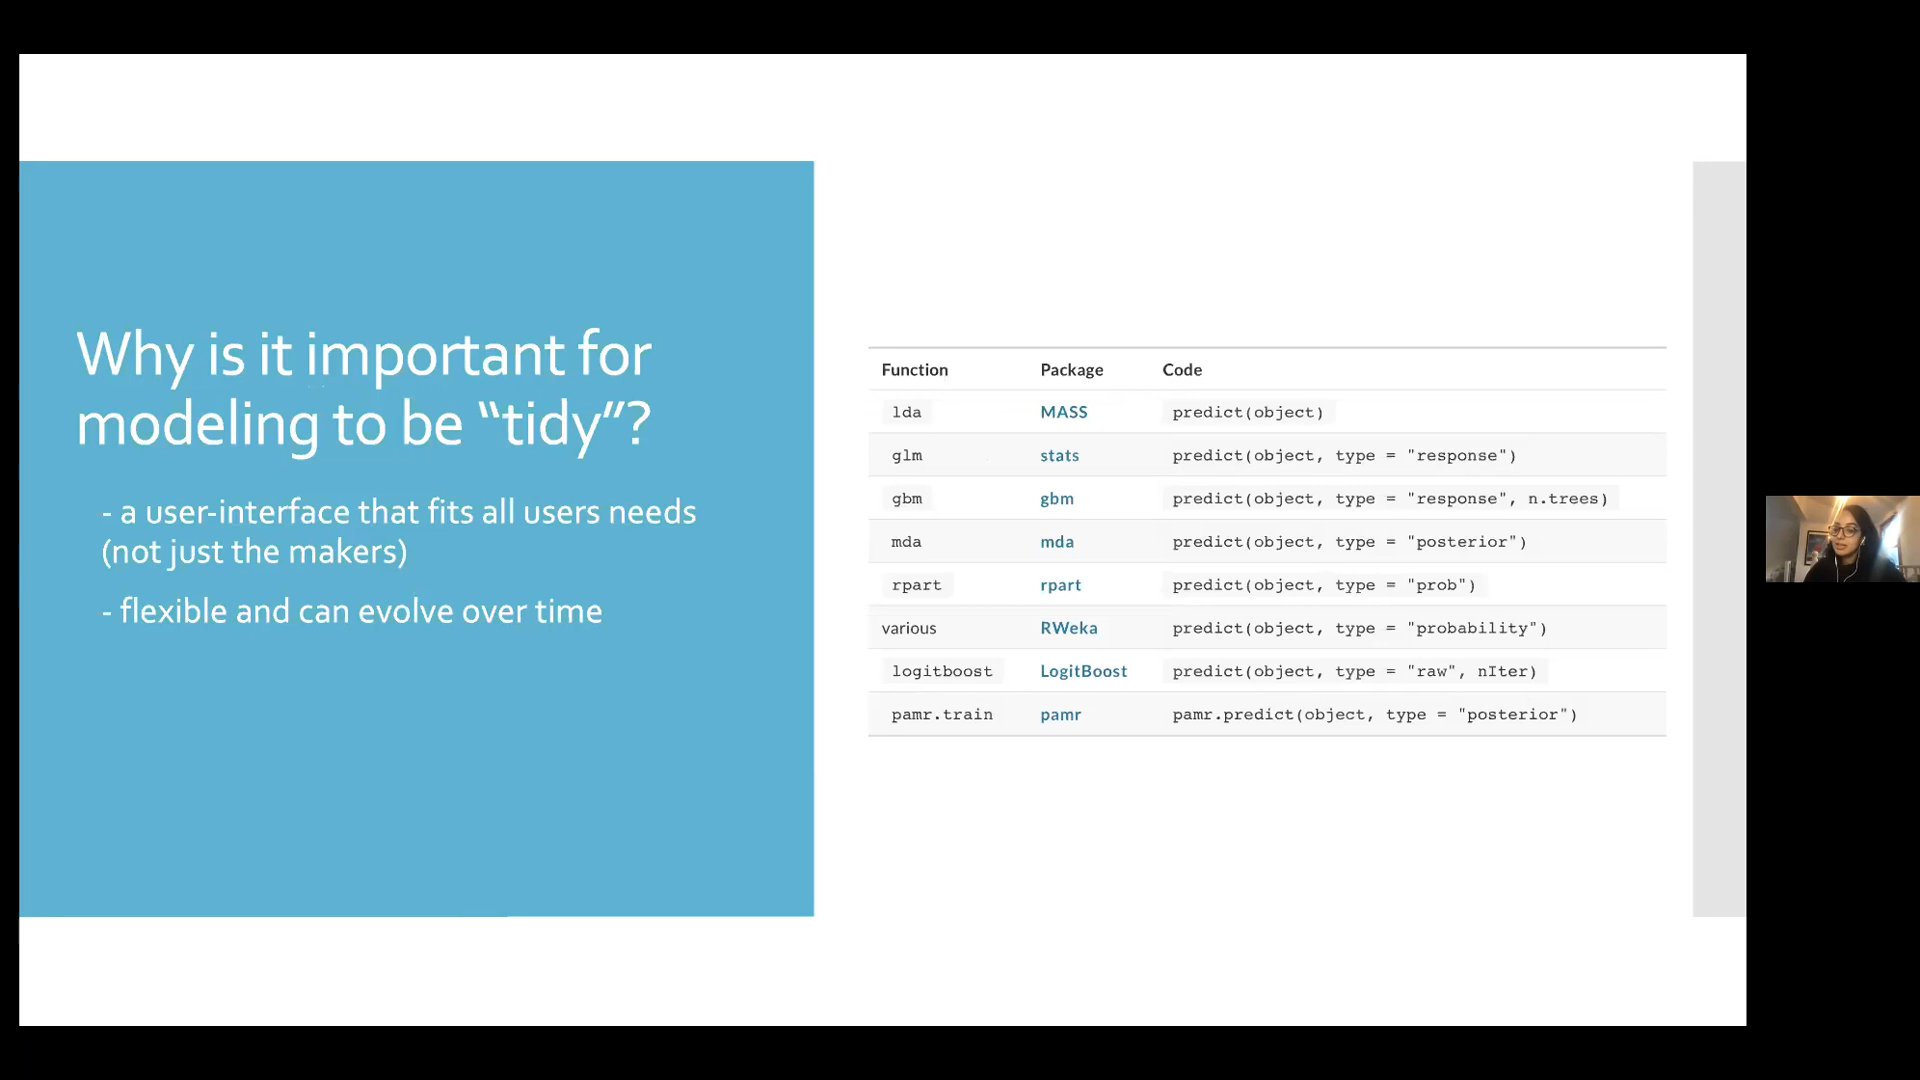 Why is it important for
modeling to be “tidy”?
- a user-interface that fits all users needs
(not just the makers)
- flexible and can evolve over time
Function Package Code
lda MASS predict(object)
glm stats predict(object, type = "response")
gbm gbm predict(object, type = "response", n.trees)
mda mda predict(object, type = "posterior")
rpart rpart predict(object, type = "prob")
various RWeka predict(object, type = "probability")
logitboost LogitBoost predict(object, type = "raw", nIter)
pamr.train pamr pamr.predict(object, type = "posterior")